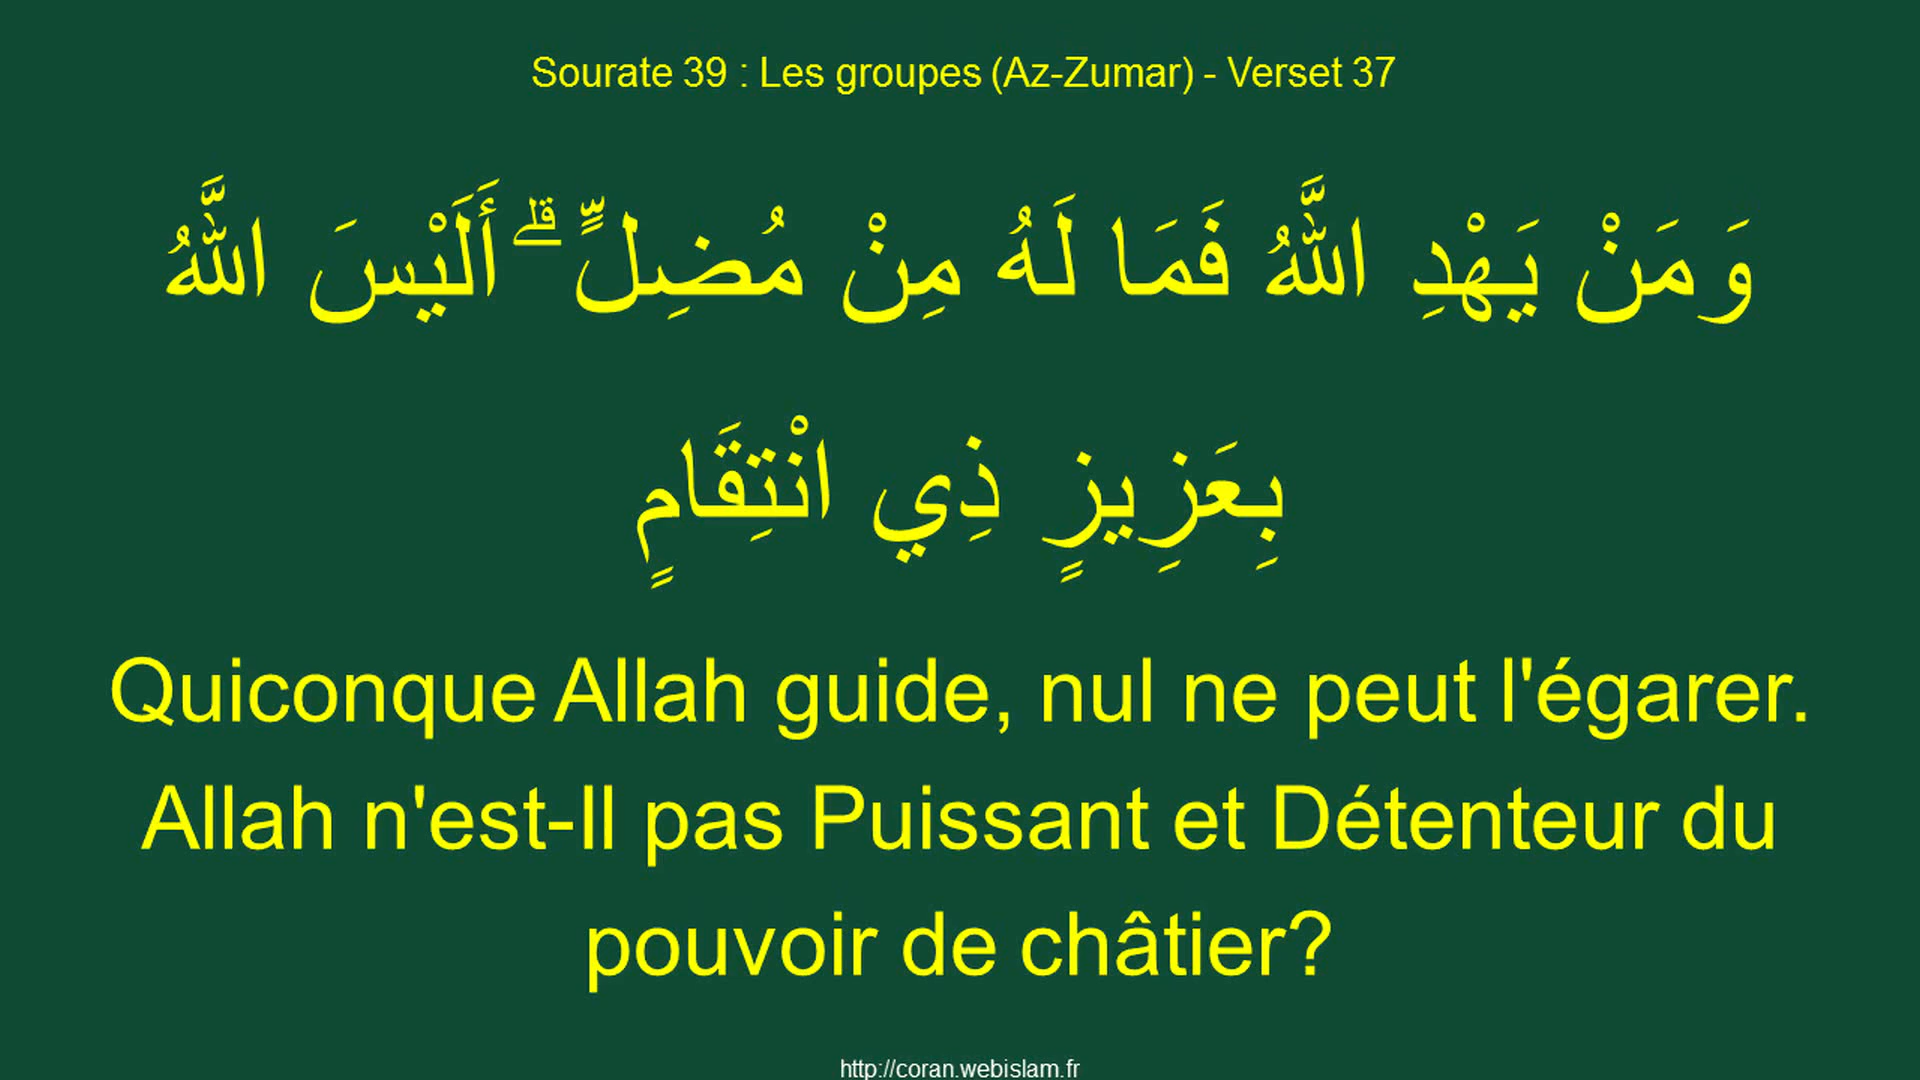 Sourate 39 : Les groupes (Az-Zumar) - Verset 37
وَمَنْ يَهْدِ اللَّهُ فَمَا لَهُ مِنْ مُضِلٍّ ۗ أَلَيْسَ اللَّهُ
بِعَزِيزٍ ذِي انْتِقَامٍ
Quiconque Allah guide, nul ne peut l'égarer.
Allah n'est-Il pas Puissant et Détenteur du
pouvoir de châtier?
http://coran.webislam.fr